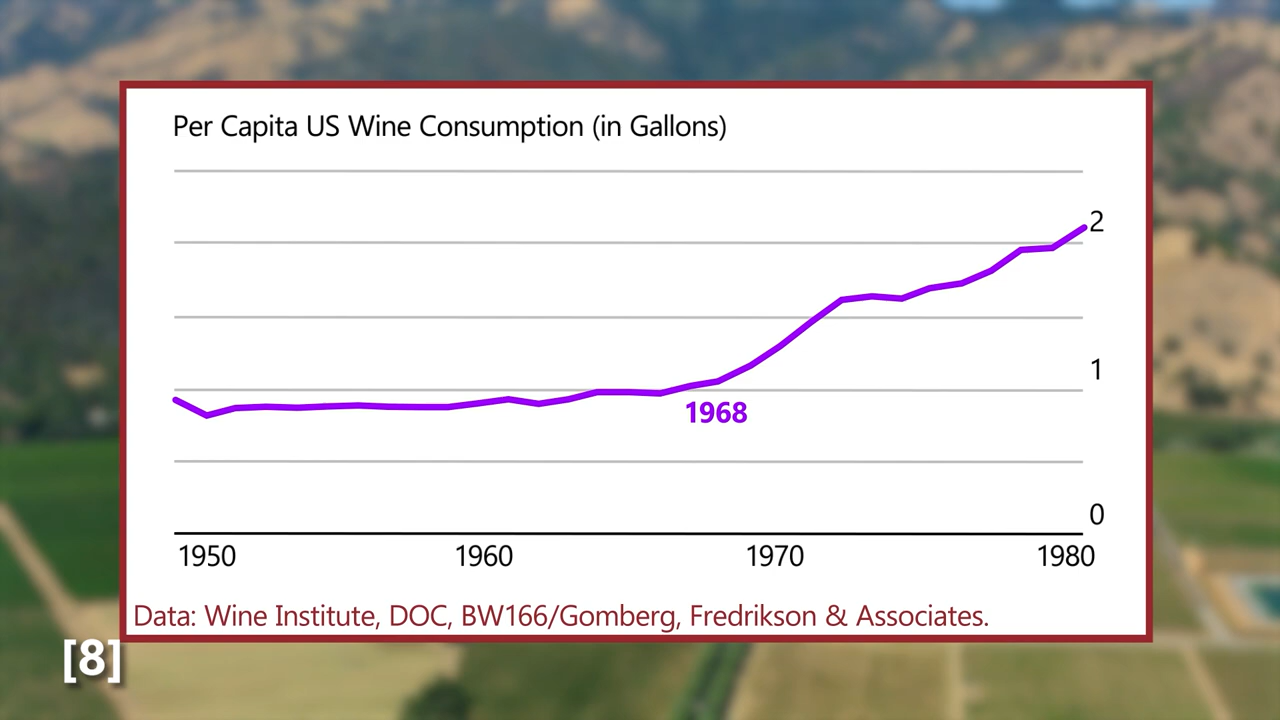 Per Capita US Wine Consumption (in Gallons)
2
1
1968
0
1950 1960 1970 1980
Data: Wine Institute, DOC, BW166/Gomberg, Fredrikson & Associates.
[8]